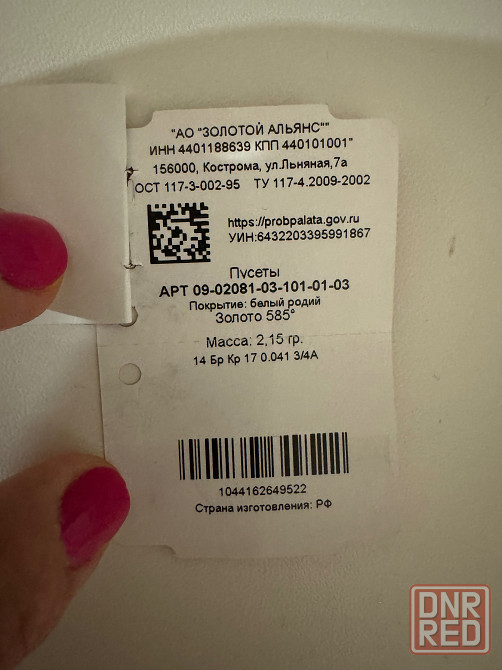 "АО "ЗОЛОТОЙ АЛЬЯНС""
ИНН 4401188639 КПП 440101001"
156000, Кострома, ул.Льняная,7а
ОСТ 117-3-002-95 ТУ 117-4.2009-2002
https://probpalata.gov.ru
УИН:6432203395991867
Пусеты
АРТ 09-02081-03-101-01-03
Покрытие: белый родий
Золото 585°
Масса: 2,15 гр.
14 Бр Кр 17 0.041 3/4А
1044162649522
Страна изготовления: РФ
DNR
RED